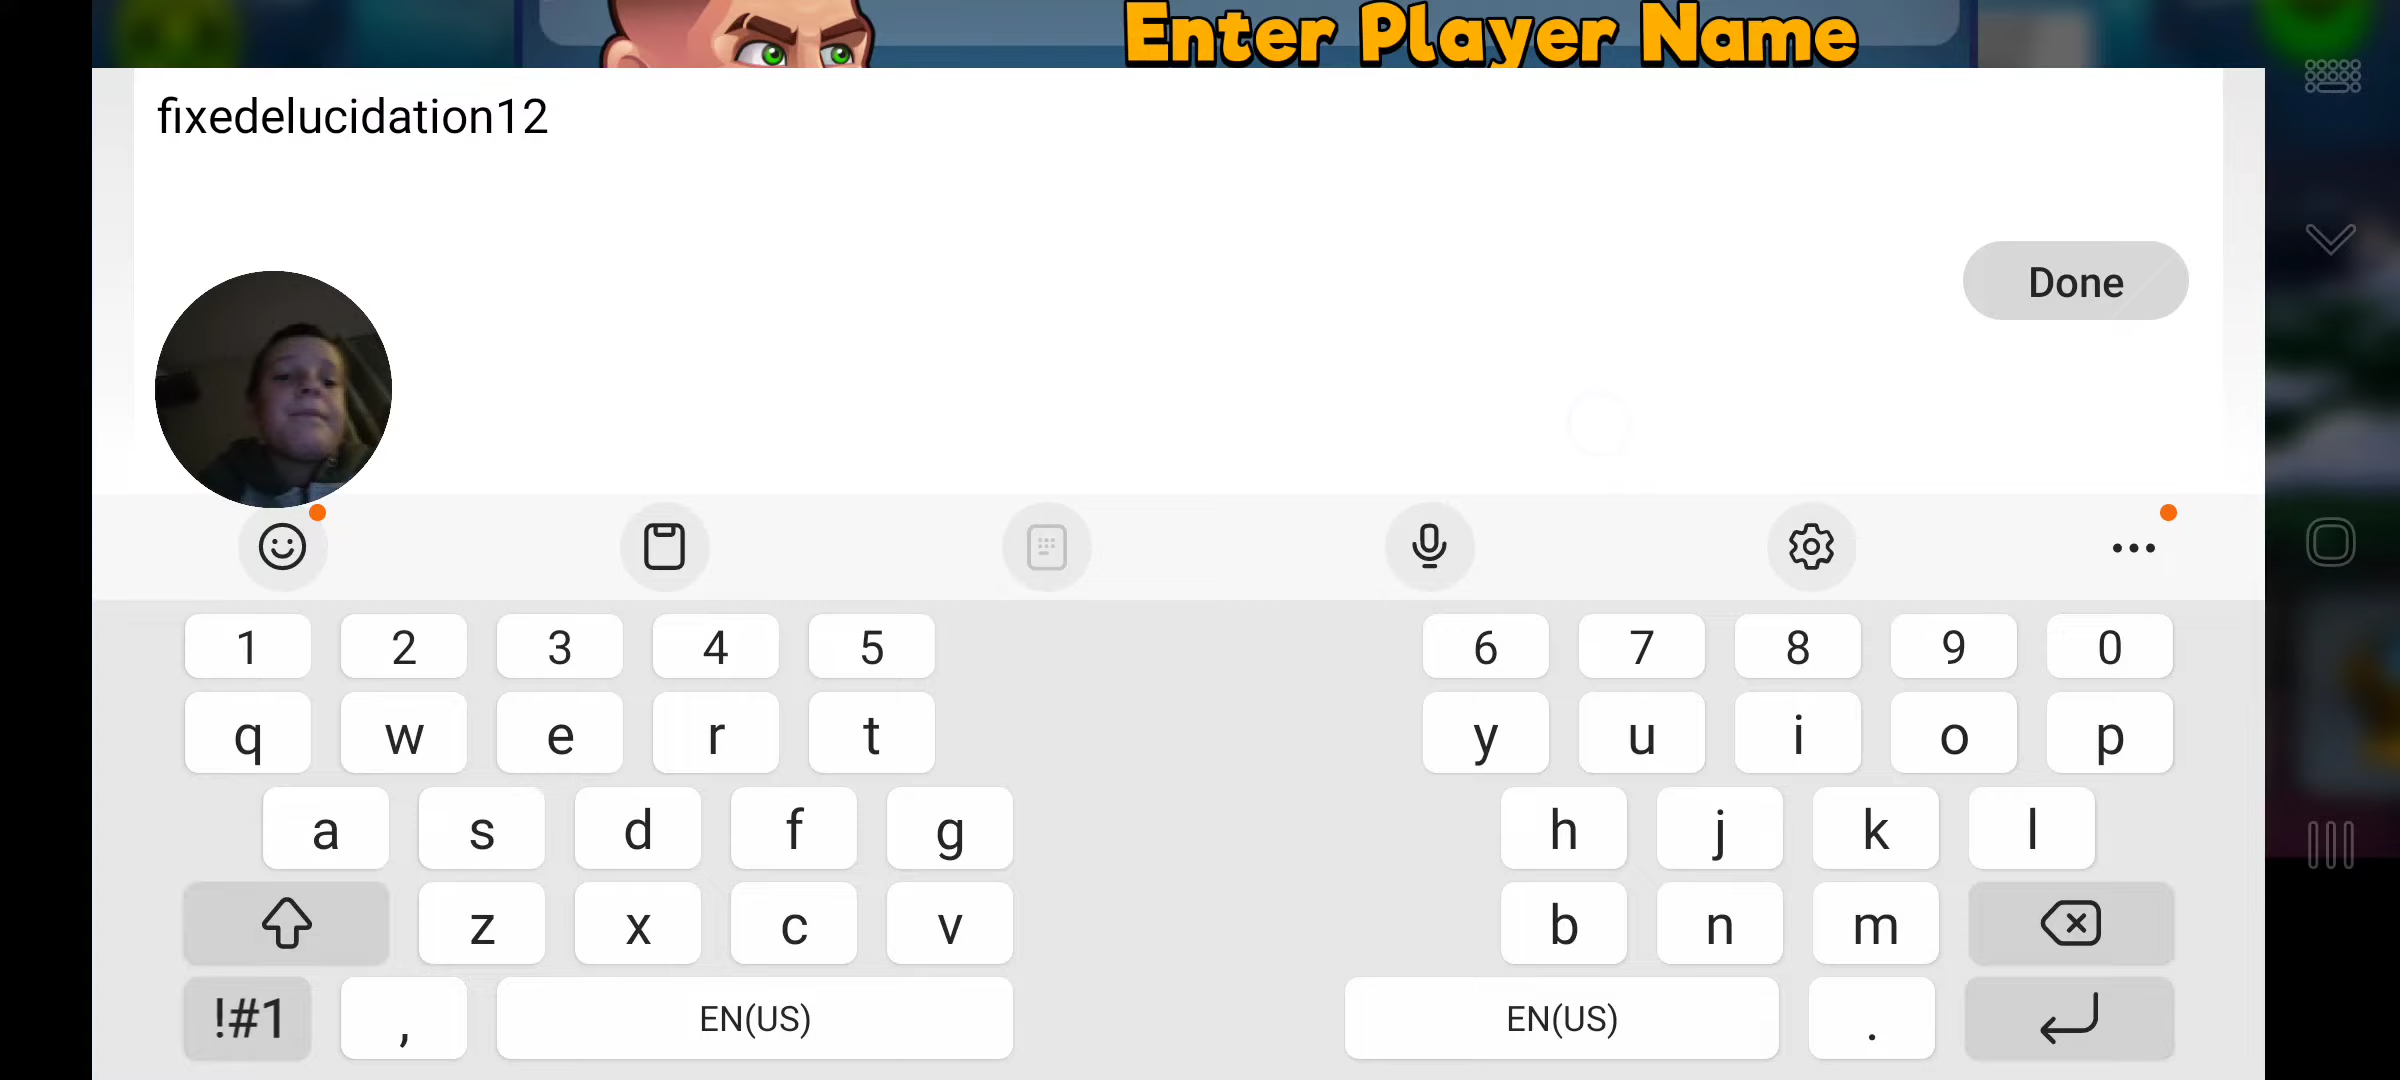 Enter Player Name
fixedelucidation12
Done
1 2 3 4 5 6 7 8 9 0
q w e r t y u i o p
a s d f g h j k l
z x c v b n m
!#1 , EN(US) EN(US) .